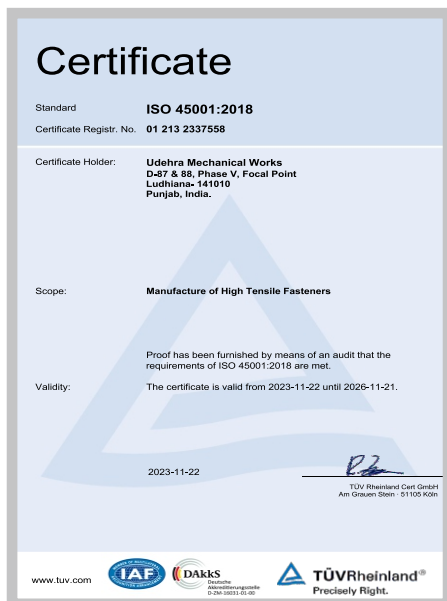 Certificate
Standard ISO 45001:2018
Certificate Registr. No. 01 213 2337558
Certificate Holder: Udehra Mechanical Works
D-87 & 88, Phase V, Focal Point
Ludhiana- 141010
Punjab, India.
Scope: Manufacture of High Tensile Fasteners
Proof has been furnished by means of an audit that the
requirements of ISO 45001:2018 are met.
Validity: The certificate is valid from 2023-11-22 until 2026-11-21.
2023-11-22
TÜV Rheinland Cert GmbH
Am Grauen Stein · 51105 Köln
www.tuv.com
IAF
DAkkS
Deutsche
Akkreditierungsstelle
D-ZM-16031-01-00
TÜVRheinland®
Precisely Right.